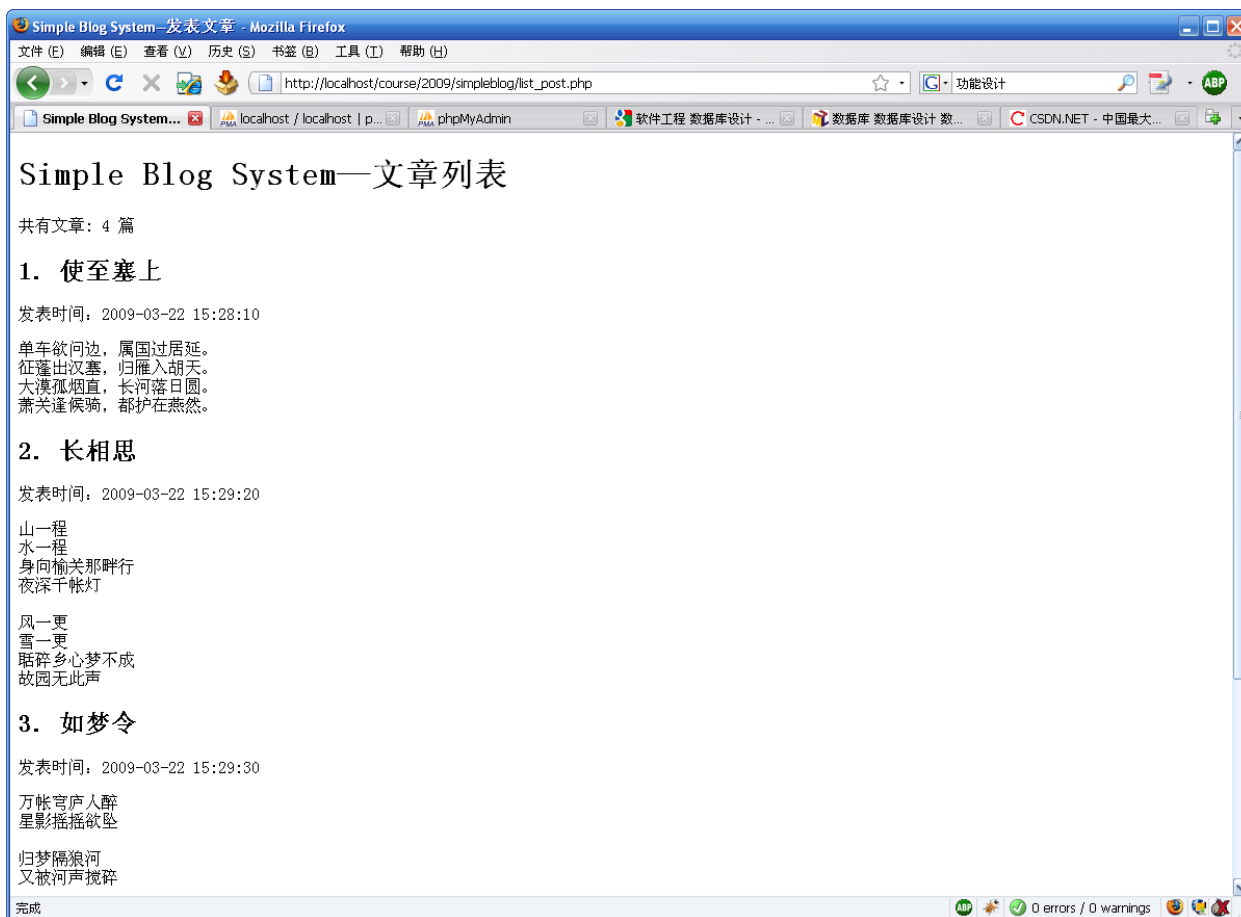 Simple Blog System—发表文章 - Mozilla Firefox
文件 (F) 编辑 (E) 查看 (V) 历史 (S) 书签 (B) 工具 (T) 帮助 (H)
http://localhost/course/2009/simpleblog/list_post.php
G 功能设计
ABP
Simple Blog System... localhost / localhost | p... phpMyAdmin 软件工程 数据库设计 - ... 数据库 数据库设计 数... CSDN.NET - 中国最大...
Simple Blog System—文章列表
共有文章: 4 篇
1. 使至塞上
发表时间: 2009-03-22 15:28:10
单车欲问边, 属国过居延。
征蓬出汉塞, 归雁入胡天。
大漠孤烟直, 长河落日圆。
萧关逢候骑, 都护在燕然。
2. 长相思
发表时间: 2009-03-22 15:29:20
山一程
水一程
身向榆关那畔行
夜深千帐灯
风一更
雪一更
聒碎乡心梦不成
故园无此声
3. 如梦令
发表时间: 2009-03-22 15:29:30
万帐穹庐人醉
星影摇摇欲坠
归梦隔狼河
又被河声搅碎
完成
ABP 0 errors / 0 warnings